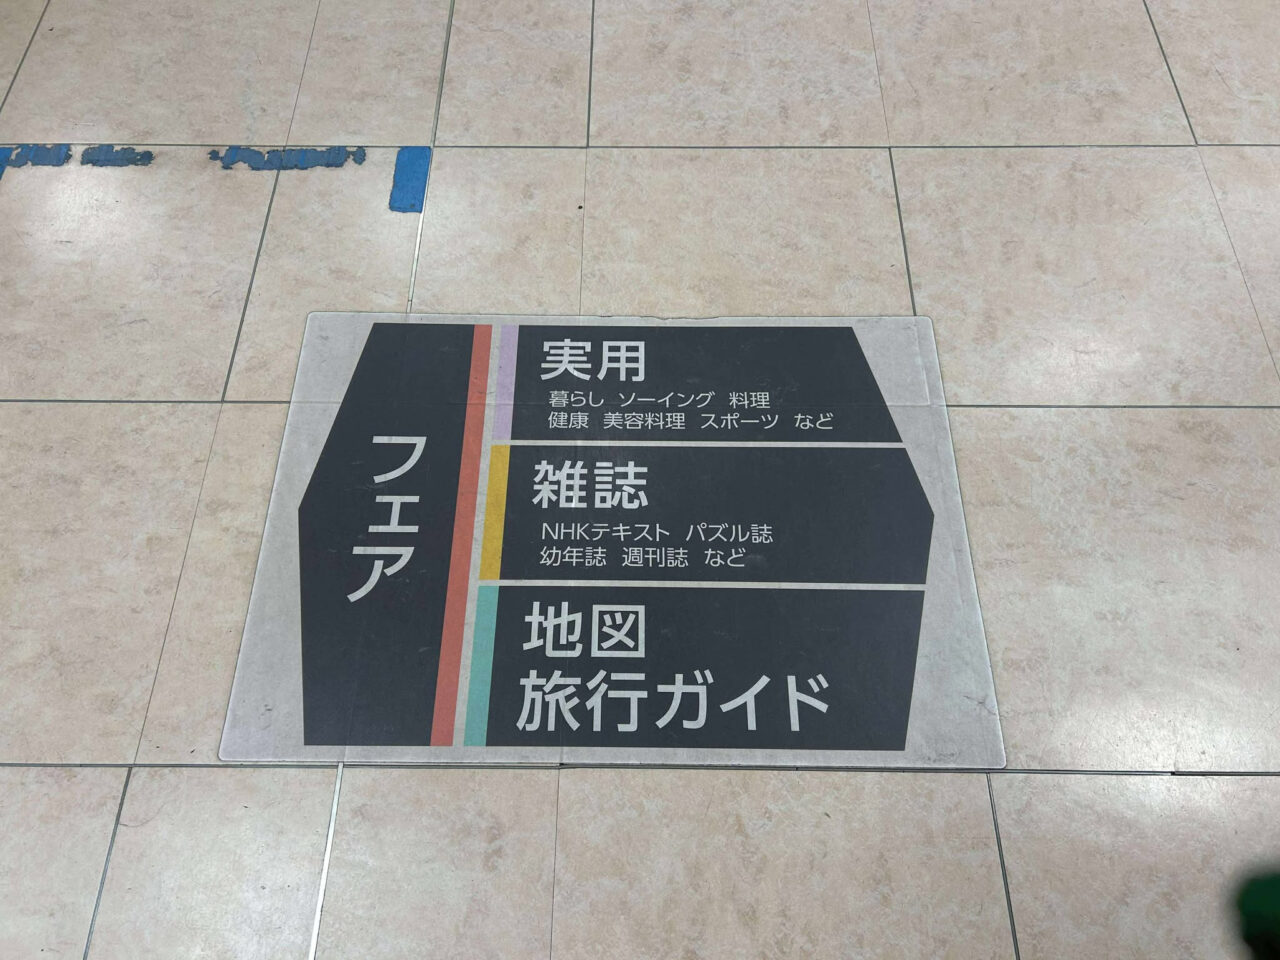 フェア
実用
暮らし ソーイング 料理
健康 美容料理 スポーツ など
雑誌
NHKテキスト パズル誌
幼年誌 週刊誌 など
地図
旅行ガイド